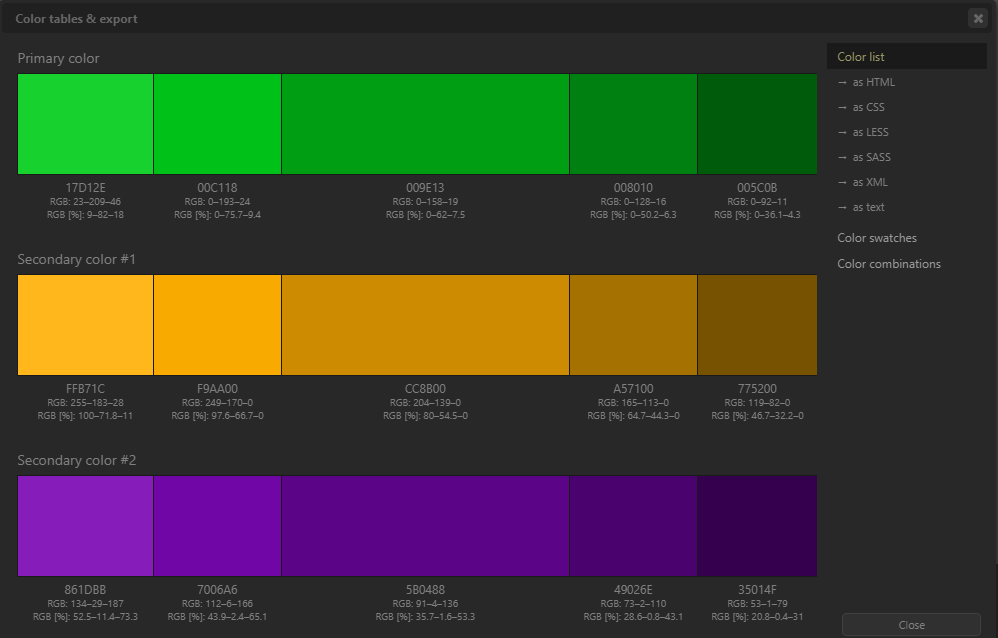 Color tables & export
Primary color
17D12E 00C118 009E13 008010 005C0B
RGB: 23–209–46 RGB: 0–193–24 RGB: 0–158–19 RGB: 0–128–16 RGB: 0–92–11
RGB [%]: 9–82–18 RGB [%]: 0–75.7–9.4 RGB [%]: 0–62–7.5 RGB [%]: 0–50.2–6.3 RGB [%]: 0–36.1–4.3
Secondary color #1
FFB71C F9AA00 CC8B00 A57100 775200
RGB: 255–183–28 RGB: 249–170–0 RGB: 204–139–0 RGB: 165–113–0 RGB: 119–82–0
RGB [%]: 100–71.8–11 RGB [%]: 97.6–66.7–0 RGB [%]: 80–54.5–0 RGB [%]: 64.7–44.3–0 RGB [%]: 46.7–32.2–0
Secondary color #2
861DBB 7006A6 5B0488 49026E 35014F
RGB: 134–29–187 RGB: 112–6–166 RGB: 91–4–136 RGB: 73–2–110 RGB: 53–1–79
RGB [%]: 52.5–11.4–73.3 RGB [%]: 43.9–2.4–65.1 RGB [%]: 35.7–1.6–53.3 RGB [%]: 28.6–0.8–43.1 RGB [%]: 20.8–0.4–31
Color list
→ as HTML
→ as CSS
→ as LESS
→ as SASS
→ as XML
→ as text
Color swatches
Color combinations
Close